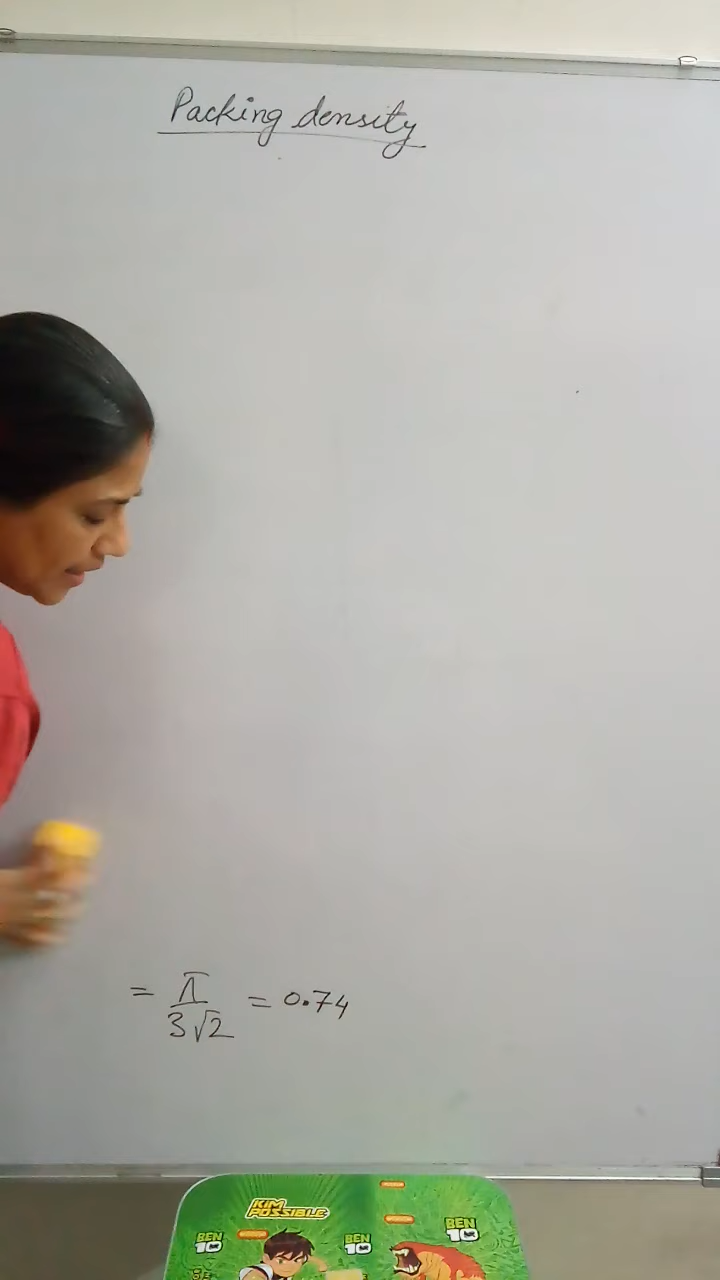 Packing density
= π/3√2 = 0.74
KIM POSSIBLE
BEN 10 BEN 10 BEN 10